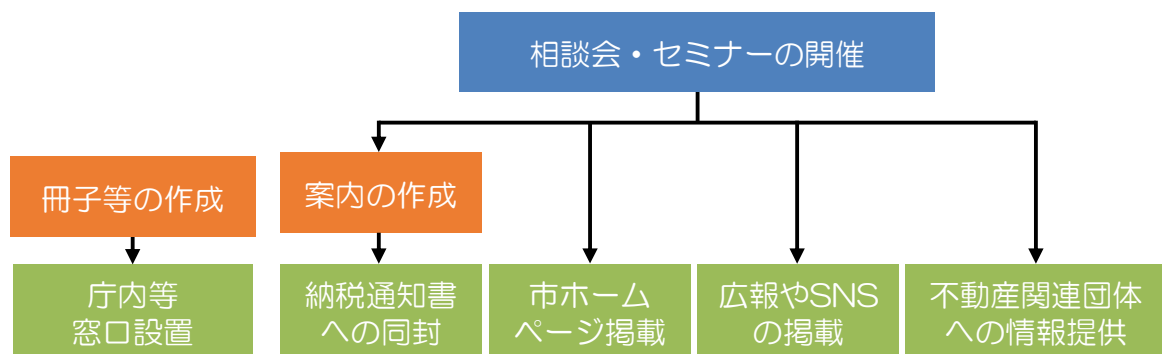 相談会・セミナーの開催
冊子等の作成
案内の作成
庁内等
窓口設置
納税通知書
への同封
市ホーム
ページ掲載
広報やSNS
の掲載
不動産関連団体
への情報提供